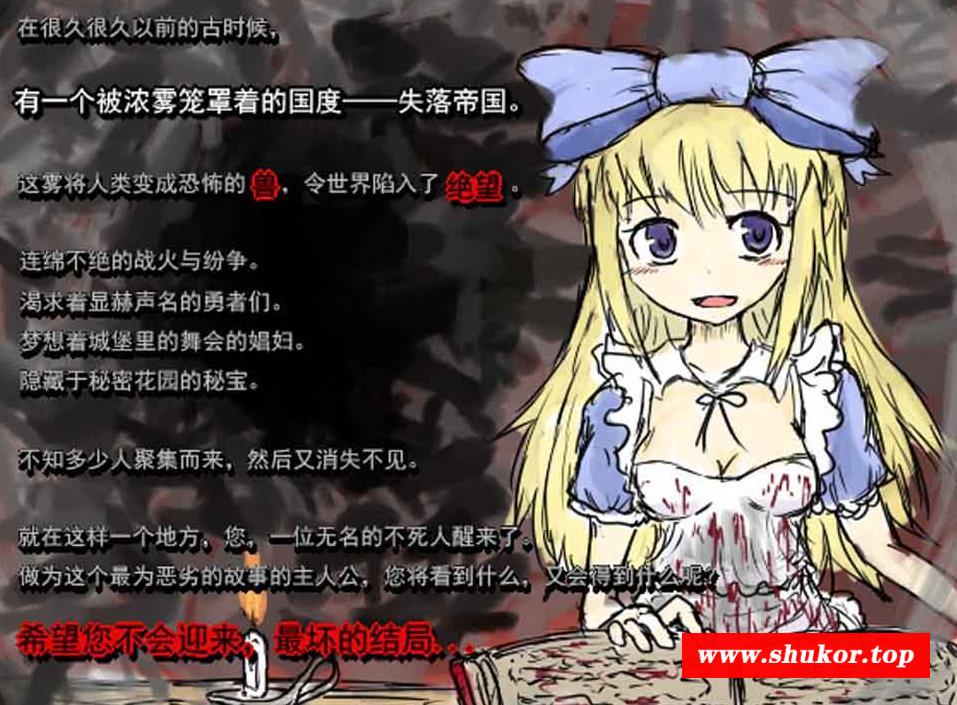 在很久很久以前的古时候，
有一个被浓雾笼罩着的国度——失落帝国。
这雾将人类变成恐怖的兽，令世界陷入了绝望。
连绵不绝的战火与纷争。
渴求着显赫声名的勇者们。
梦想着城堡里的舞会的娼妇。
隐藏于秘密花园的秘宝。
不知多少人聚集而来，然后又消失不见。
就在这样一个地方，您，一位无名的不死人醒来了。
做为这个最为恶劣的故事的主人公，您将看到什么，又会得到什么呢？
希望您不会迎来，最坏的结局...
www.shukor.top